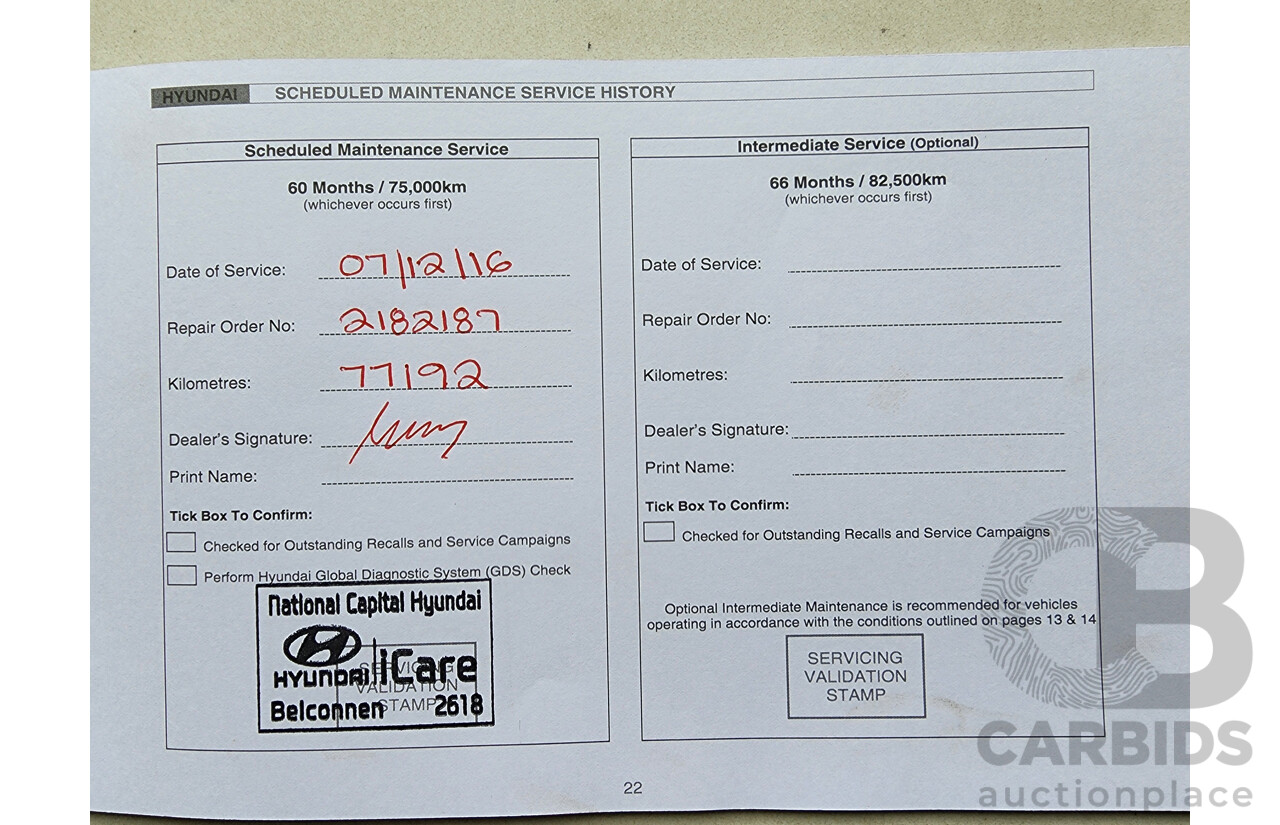 HYUNDAI SCHEDULED MAINTENANCE SERVICE HISTORY
Scheduled Maintenance Service
60 Months / 75,000km
(whichever occurs first)
Date of Service: 07/12/16
Repair Order No: 2182187
Kilometres: 77192
Dealer's Signature:
Print Name:
Tick Box To Confirm:
Checked for Outstanding Recalls and Service Campaigns
Perform Hyundai Global Diagnostic System (GDS) Check
National Capital Hyundai
HYUNDAI iCare
Belconnen 2618
SERVICING
VALIDATION
STAMP
Intermediate Service (Optional)
66 Months / 82,500km
(whichever occurs first)
Date of Service:
Repair Order No:
Kilometres:
Dealer's Signature:
Print Name:
Tick Box To Confirm:
Checked for Outstanding Recalls and Service Campaigns
Optional Intermediate Maintenance is recommended for vehicles
operating in accordance with the conditions outlined on pages 13 & 14
SERVICING
VALIDATION
STAMP
22
CB
CARBIDS
auctionplace